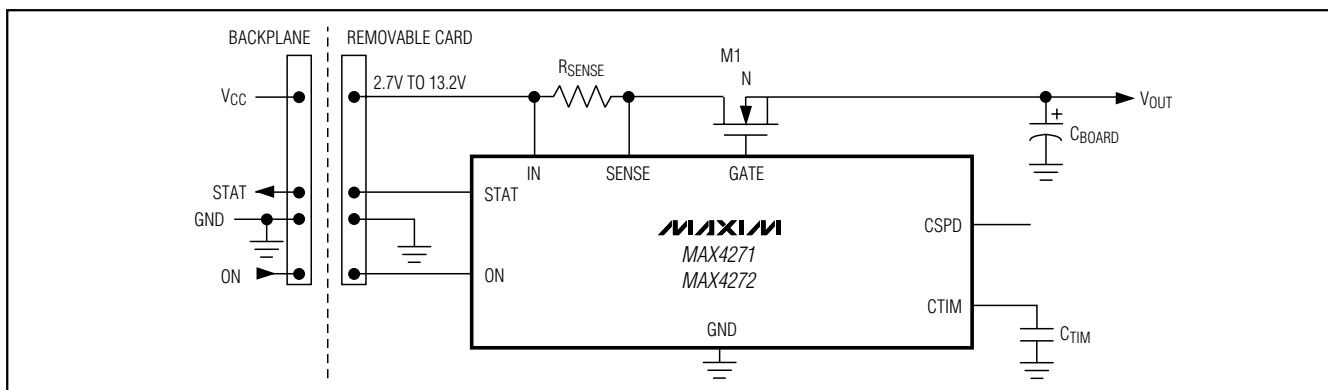 BACKPLANE
REMOVABLE CARD
VCC
2.7V TO 13.2V
RSENSE
M1
N
VOUT
+
CBOARD
IN
SENSE
GATE
STAT
STAT
GND
ON
ON
MAXIM
MAX4271
MAX4272
CSPD
CTIM
CTIM
GND